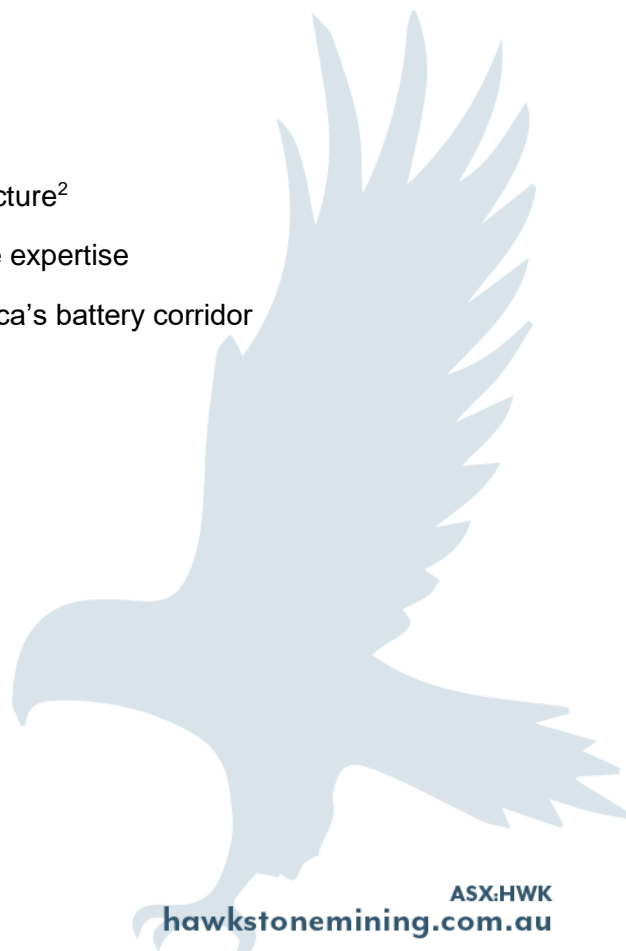 cture²
expertise
ca's battery corridor
ASX:HWK
hawkstonemining.com.au